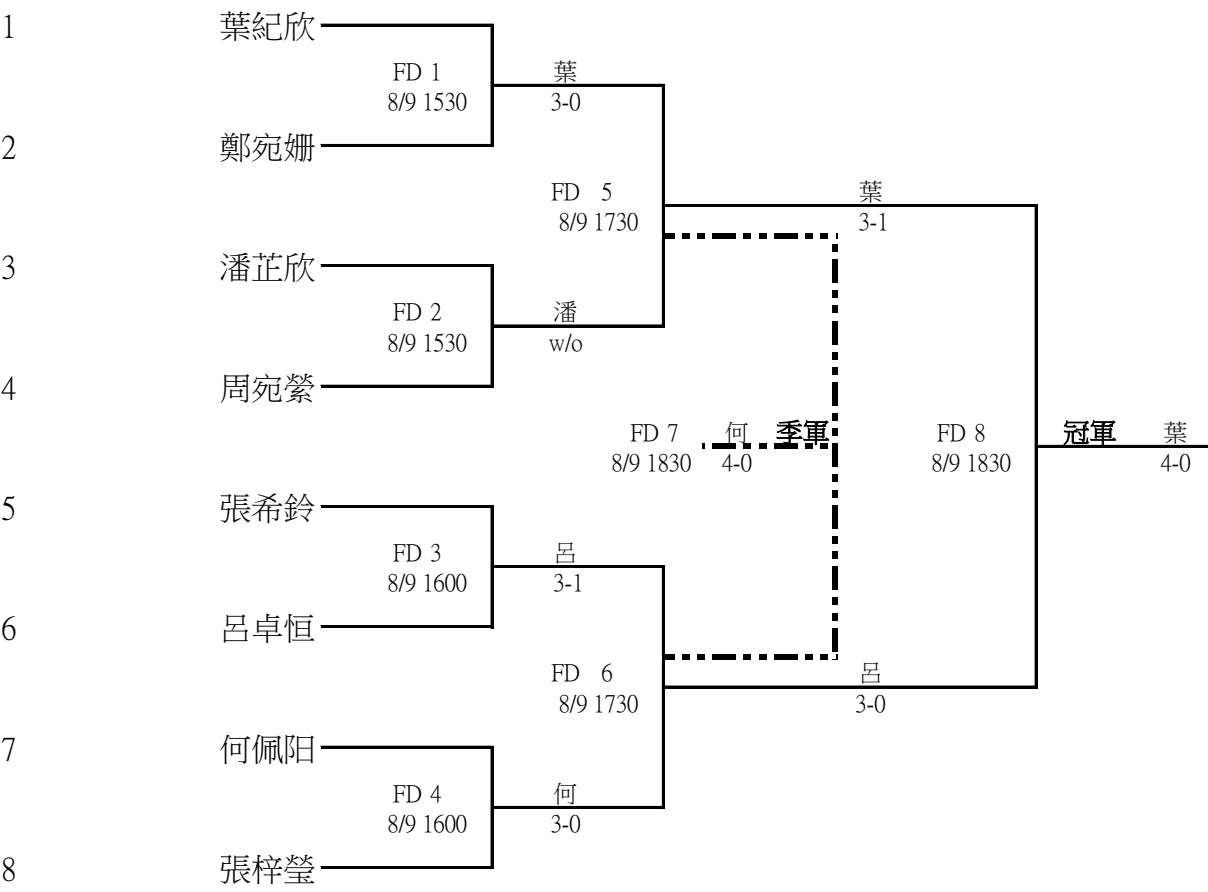 1 葉紀欣
FD 1 葉
8/9 1530 3-0
2 鄭宛姍
FD 5 葉
8/9 1730 3-1
3 潘芷欣
FD 2 潘
8/9 1530 w/o
4 周宛縈
FD 7 何 季軍 FD 8 冠軍 葉
8/9 1830 4-0 8/9 1830 4-0
5 張希鈴
FD 3 呂
8/9 1600 3-1
6 呂卓恒
FD 6 呂
8/9 1730 3-0
7 何佩阳
FD 4 何
8/9 1600 3-0
8 張梓瑩